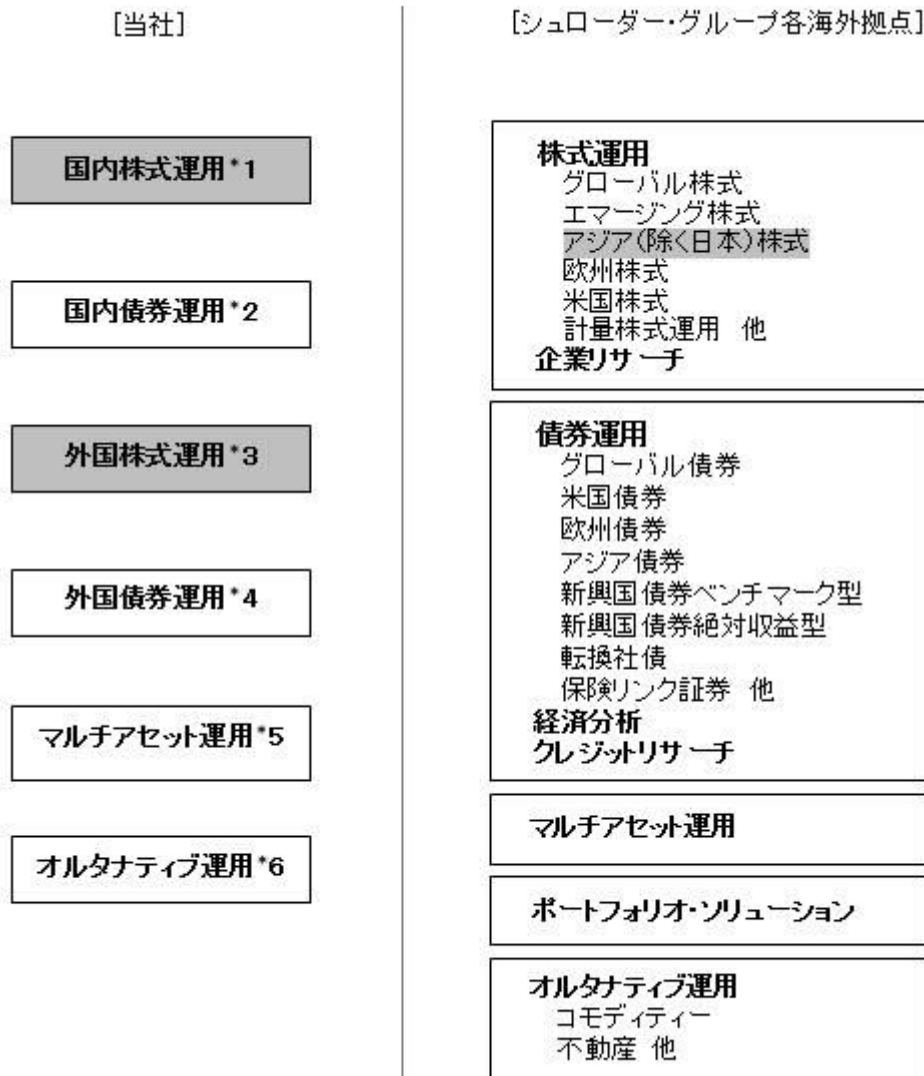 [当社]
国内株式運用*1
国内債券運用*2
外国株式運用*3
外国債券運用*4
マルチアセット運用*5
オルタナティブ運用*6
[シュローダー・グループ各海外拠点]
株式運用
グローバル株式
エマージング株式
アジア(除く日本)株式
欧州株式
米国株式
計量株式運用 他
企業リサーチ
債券運用
グローバル債券
米国債券
欧州債券
アジア債券
新興国債券ベンチマーク型
新興国債券絶対収益型
転換社債
保険リンク証券 他
経済分析
クレジットリサーチ
マルチアセット運用
ポートフォリオ・ソリューション
オルタナティブ運用
コモディティー
不動産 他